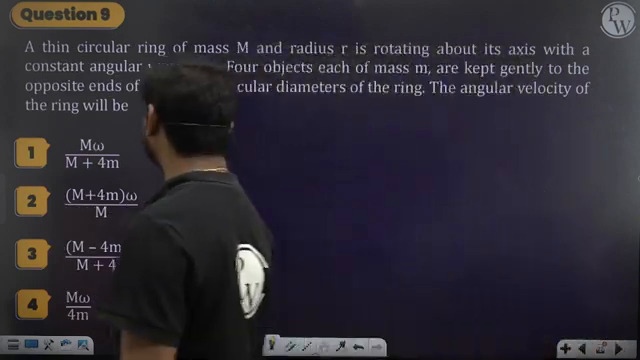 Question 9
A thin circular ring of mass M and radius r is rotating about its axis with a
constant angular Four objects each of mass m, are kept gently to the
opposite ends of diameters of the ring. The angular velocity of
the ring will be
1 Mω / M + 4m
2 (M+4m)ω / M
3 (M – 4m / M + 4
4 Mω / 4m
P W
P W